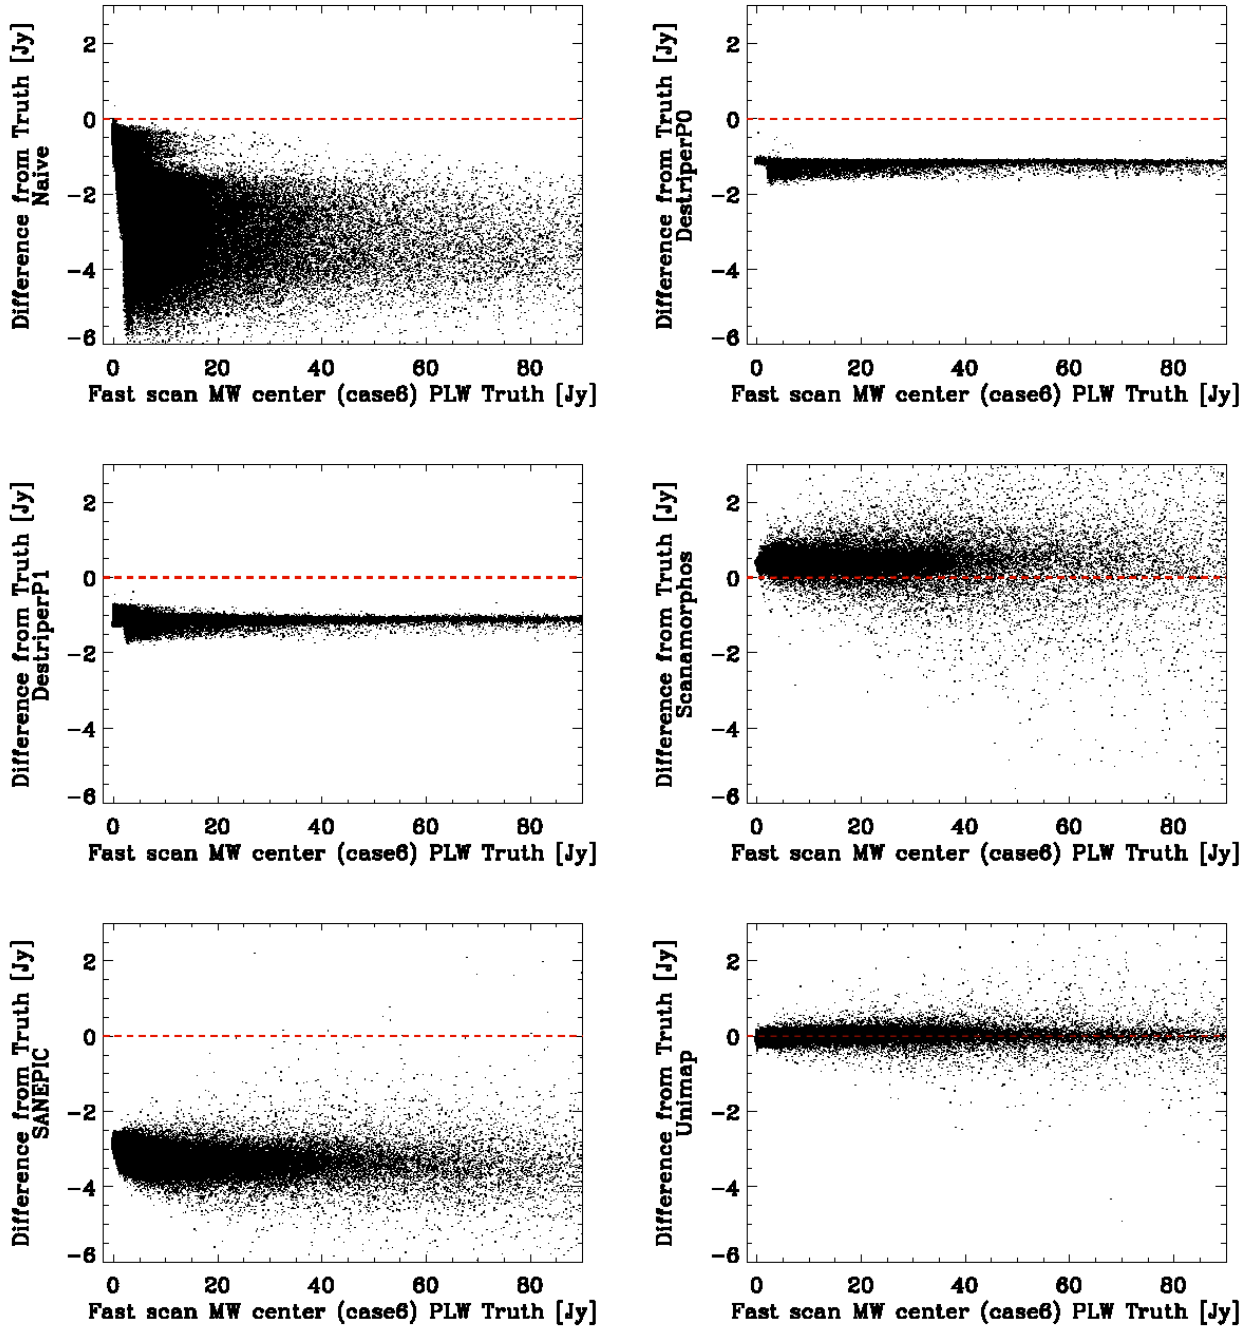 Difference from Truth [Jy]
Naive
2
0
−2
−4
−6
0 20 40 60 80
Fast scan MW center (case6) PLW Truth [Jy]
Difference from Truth [Jy]
DestriperP0
2
0
−2
−4
−6
0 20 40 60 80
Fast scan MW center (case6) PLW Truth [Jy]
Difference from Truth [Jy]
DestriperP1
2
0
−2
−4
−6
0 20 40 60 80
Fast scan MW center (case6) PLW Truth [Jy]
Difference from Truth [Jy]
Scanamorphos
2
0
−2
−4
−6
0 20 40 60 80
Fast scan MW center (case6) PLW Truth [Jy]
Difference from Truth [Jy]
SANEPIC
2
0
−2
−4
−6
0 20 40 60 80
Fast scan MW center (case6) PLW Truth [Jy]
Difference from Truth [Jy]
Unimap
2
0
−2
−4
−6
0 20 40 60 80
Fast scan MW center (case6) PLW Truth [Jy]